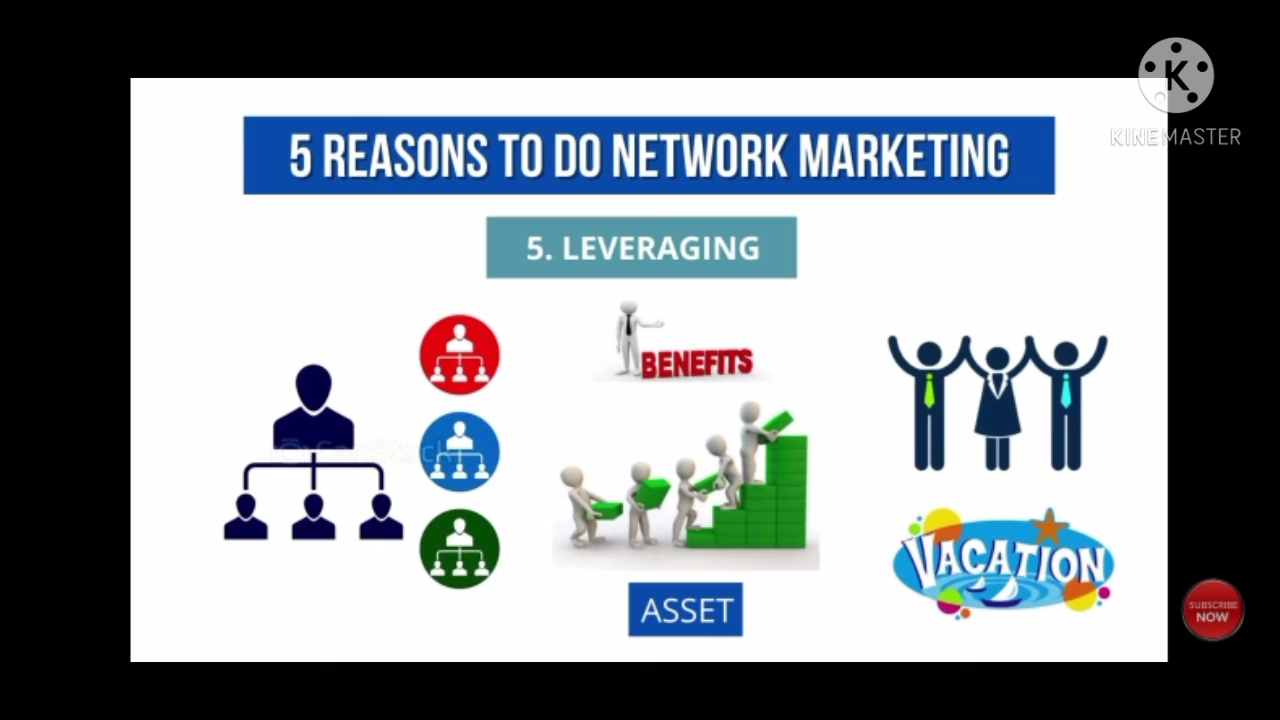 K
KINEMASTER
5 REASONS TO DO NETWORK MARKETING
5. LEVERAGING
BENEFITS
ASSET
VACATION
SUBSCRIBE
NOW